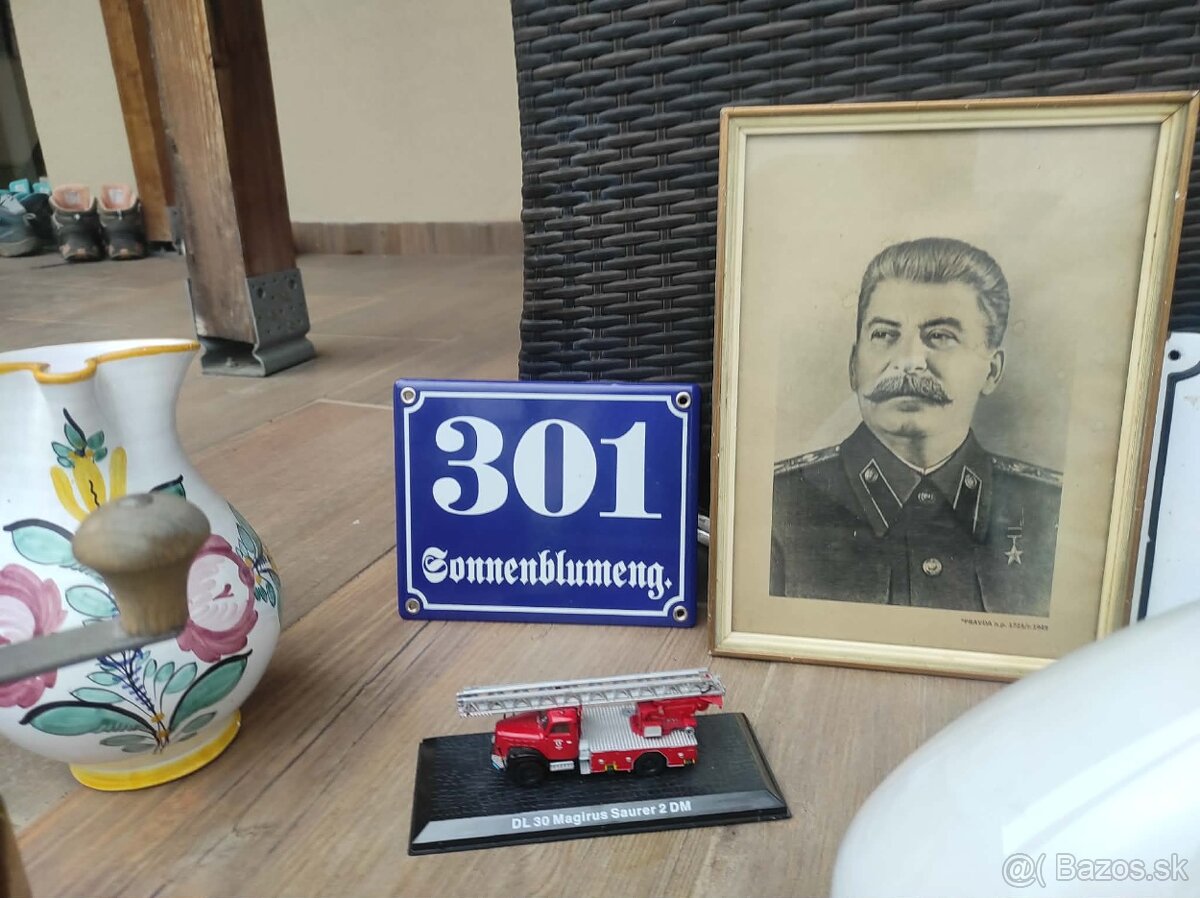 301
Sonnenblumeng.
DL 30 Magirus Saurer 2 DM
@( Bazos.sk